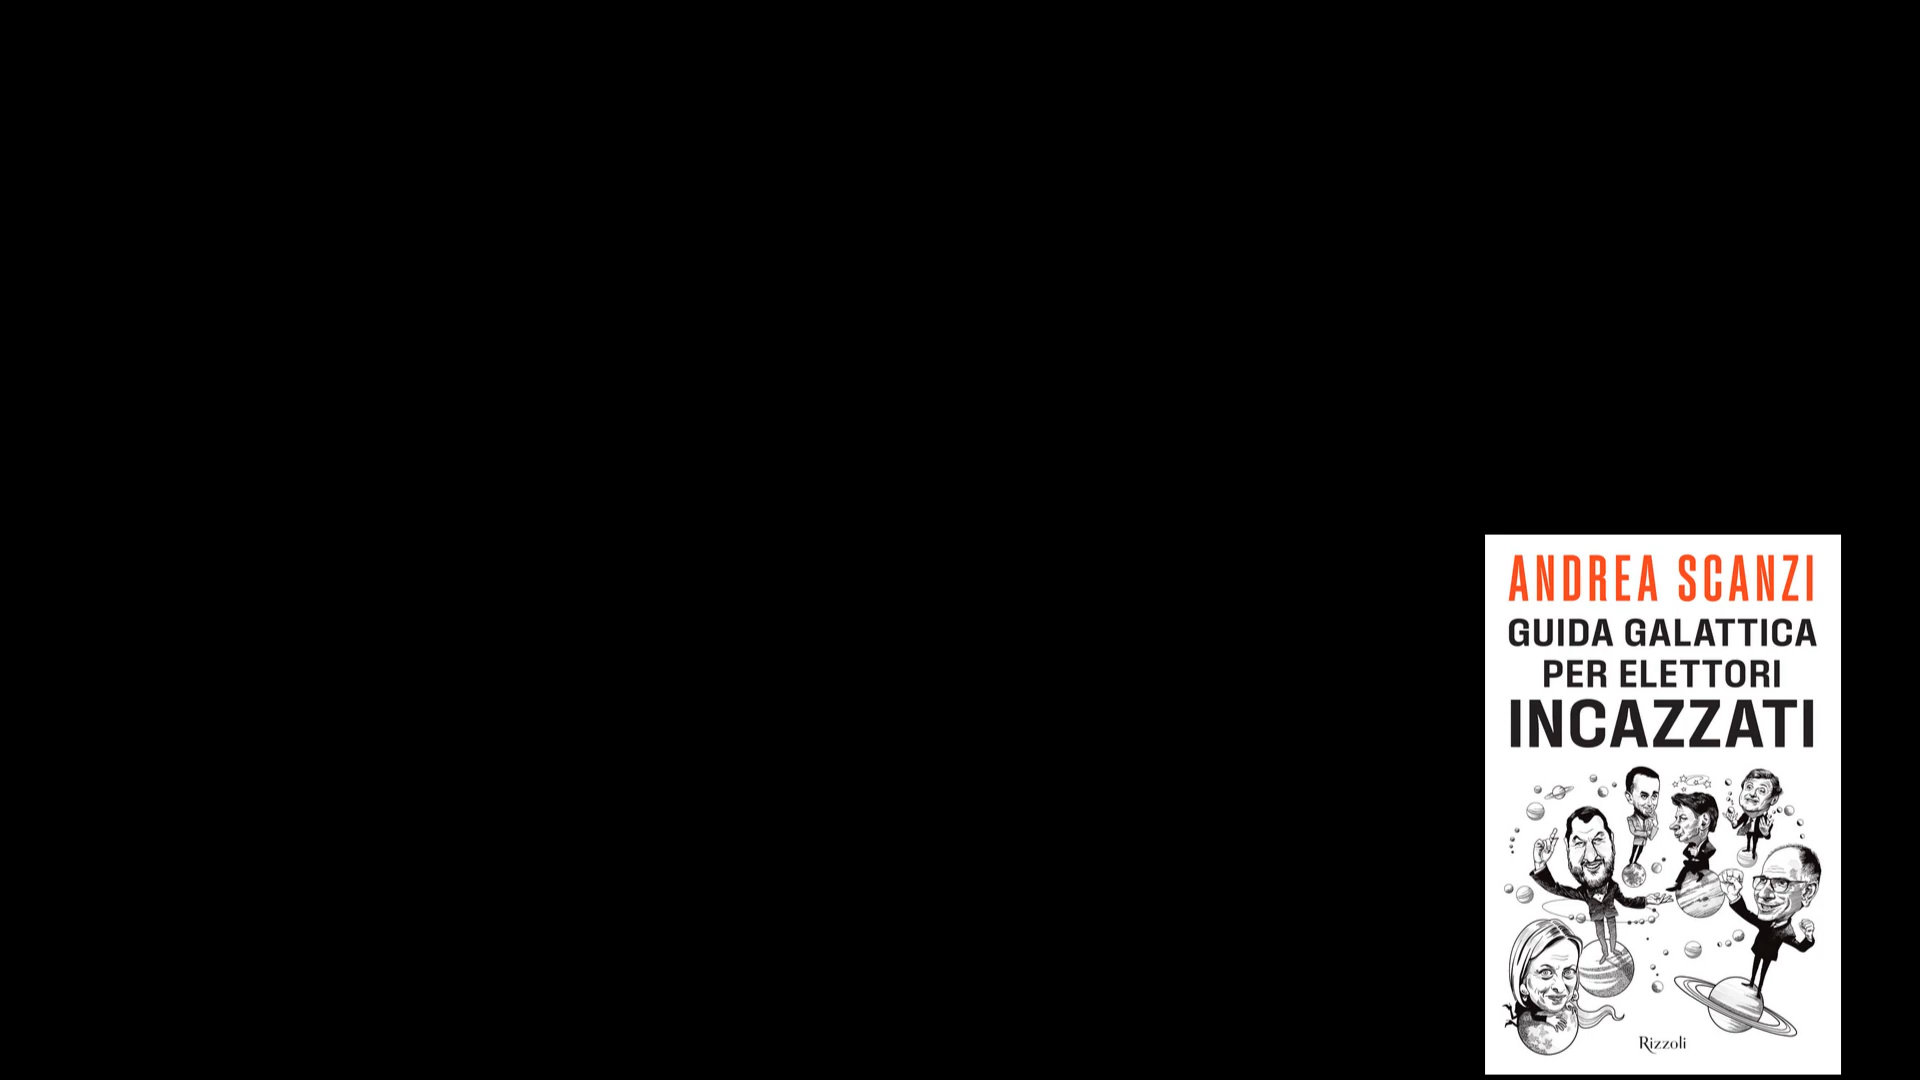 ANDREA SCANZI
GUIDA GALATTICA
PER ELETTORI
INCAZZATI
Rizzoli